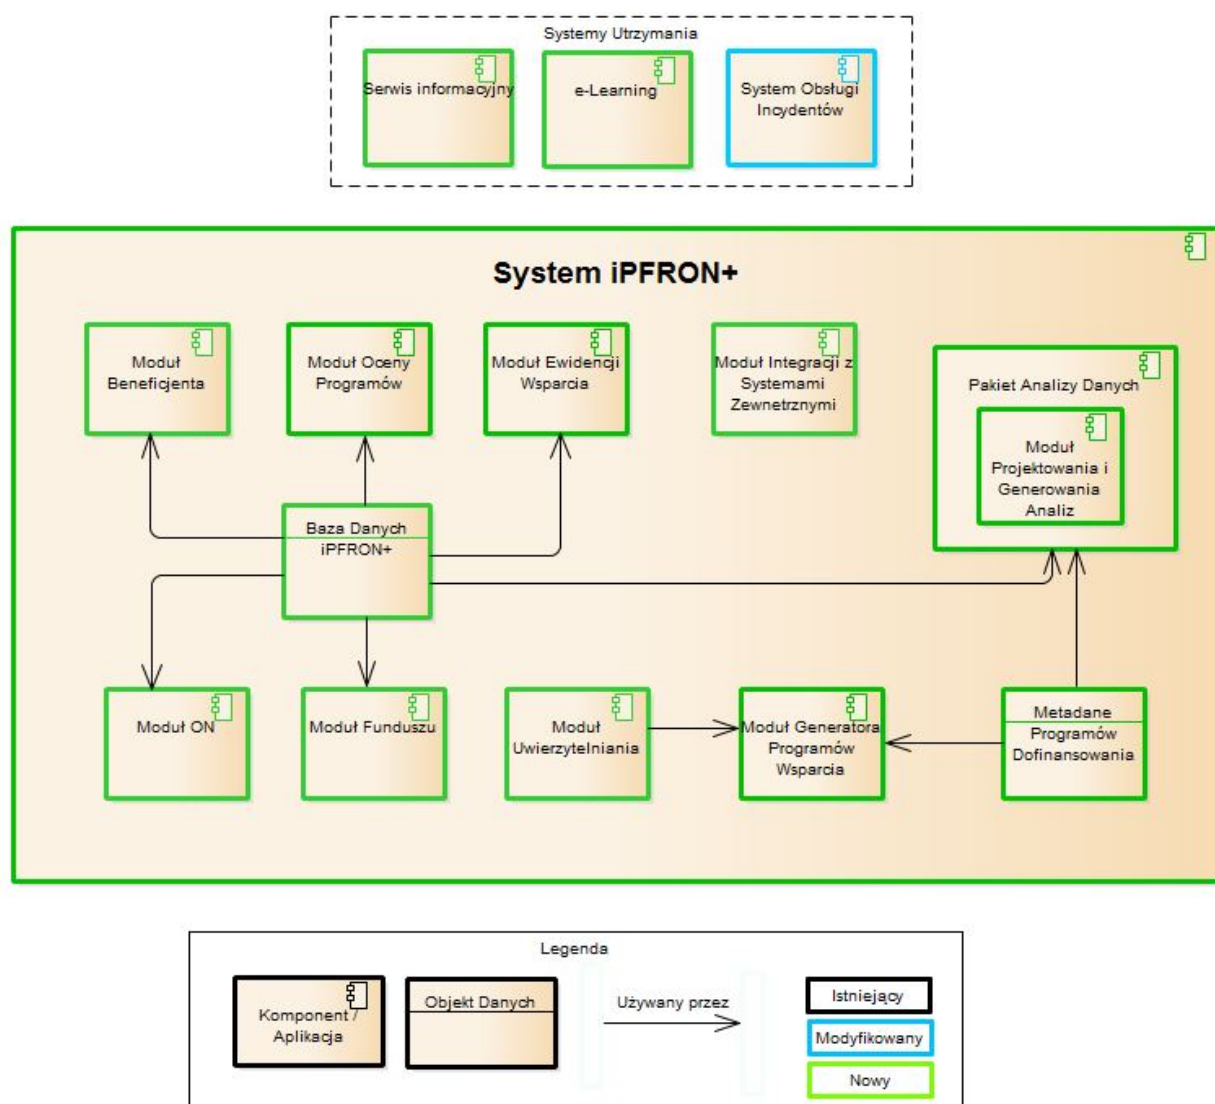 Systemy Utrzymania
Serwis informacyjny
e-Learning
System Obsługi
Incydentów
System iPFRON+
Moduł
Beneficjenta
Moduł Oceny
Programów
Moduł Ewidencji
Wsparcia
Moduł Integracji z
Systemami
Zewnetrznymi
Pakiet Analizy Danych
Moduł
Projektowania i
Generowania
Analiz
Baza Danych
iPFRON+
Moduł ON
Moduł Funduszu
Moduł
Uwierzytelniania
Moduł Generatora
Programów
Wsparcia
Metadane
Programów
Dofinansowania
Legenda
Komponent /
Aplikacja
Objekt Danych
Używany przez
Istniejący
Modyfikowany
Nowy